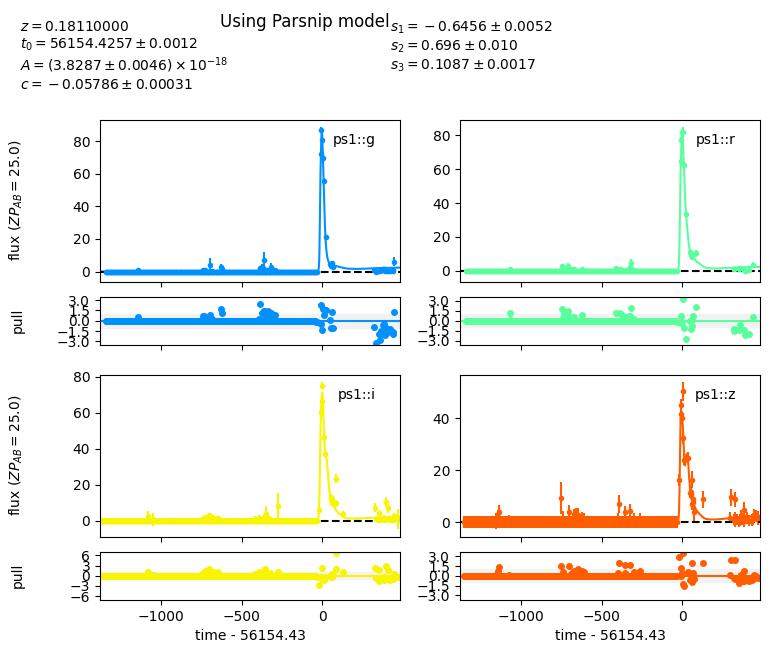 Using Parsnip model
z = 0.18110000
t₀ = 56154.4257 ± 0.0012
A = (3.8287 ± 0.0046) × 10⁻¹⁸
c = −0.05786 ± 0.00031
s₁ = −0.6456 ± 0.0052
s₂ = 0.696 ± 0.010
s₃ = 0.1087 ± 0.0017
flux (ZP_AB = 25.0)
80
60
40
20
0
ps1::g
80
60
40
20
0
ps1::r
pull
3.0
1.5
0.0
−1.5
−3.0
3.0
1.5
0.0
−1.5
−3.0
flux (ZP_AB = 25.0)
80
60
40
20
0
ps1::i
40
20
0
ps1::z
pull
6
3
0
−3
−6
3.0
1.5
0.0
−1.5
−3.0
−1000
−500
0
time - 56154.43
−1000
−500
0
time - 56154.43